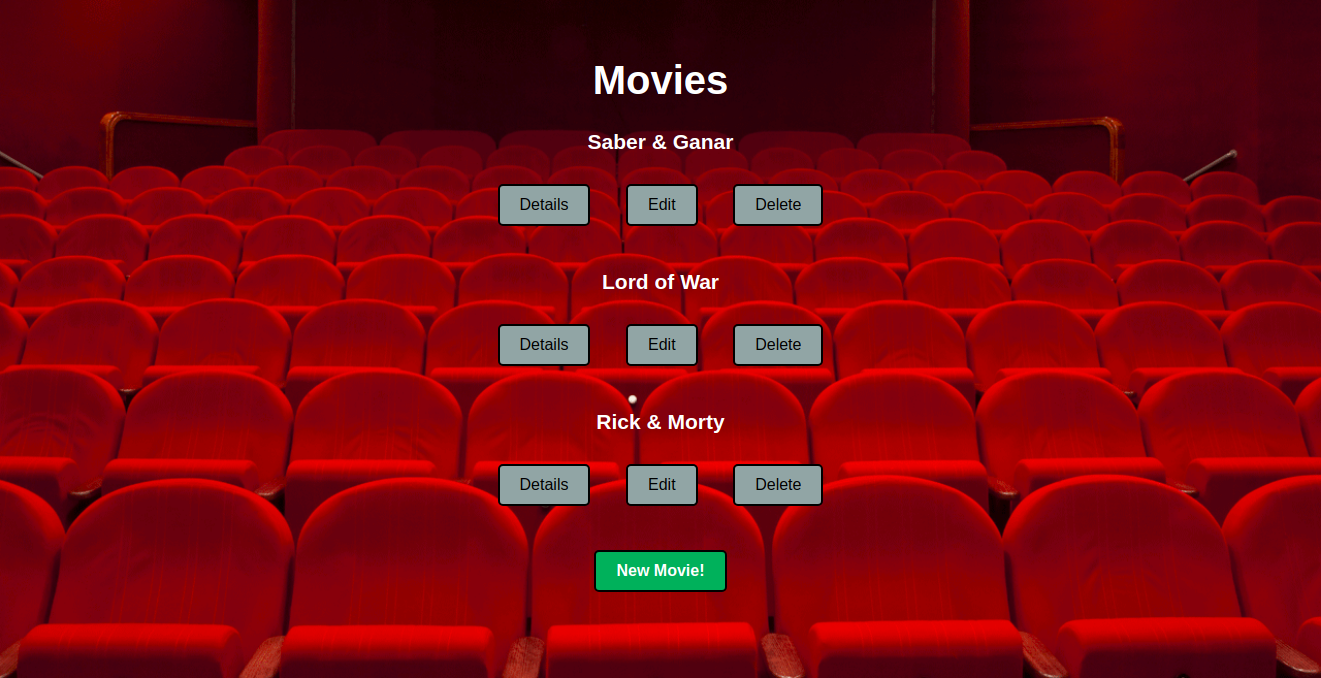 Movies
Saber & Ganar
Details Edit Delete
Lord of War
Details Edit Delete
Rick & Morty
Details Edit Delete
New Movie!